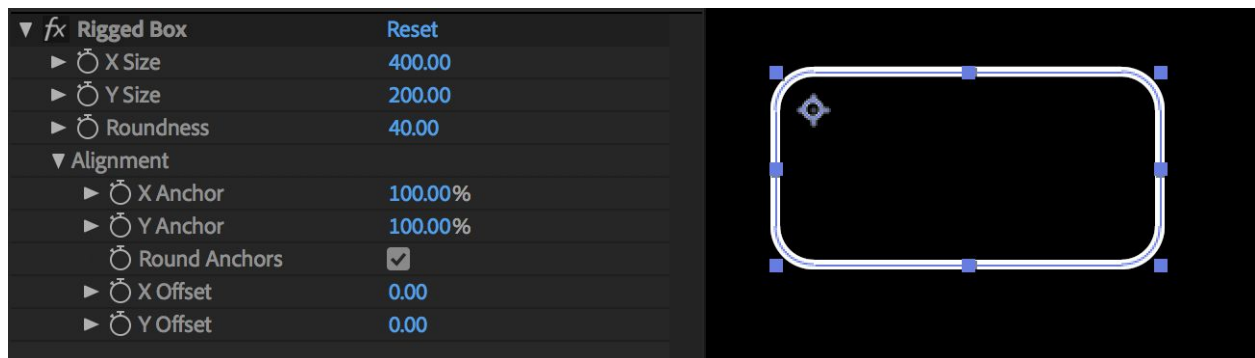 fx Rigged Box Reset
X Size 400.00
Y Size 200.00
Roundness 40.00
Alignment
X Anchor 100.00%
Y Anchor 100.00%
Round Anchors
X Offset 0.00
Y Offset 0.00